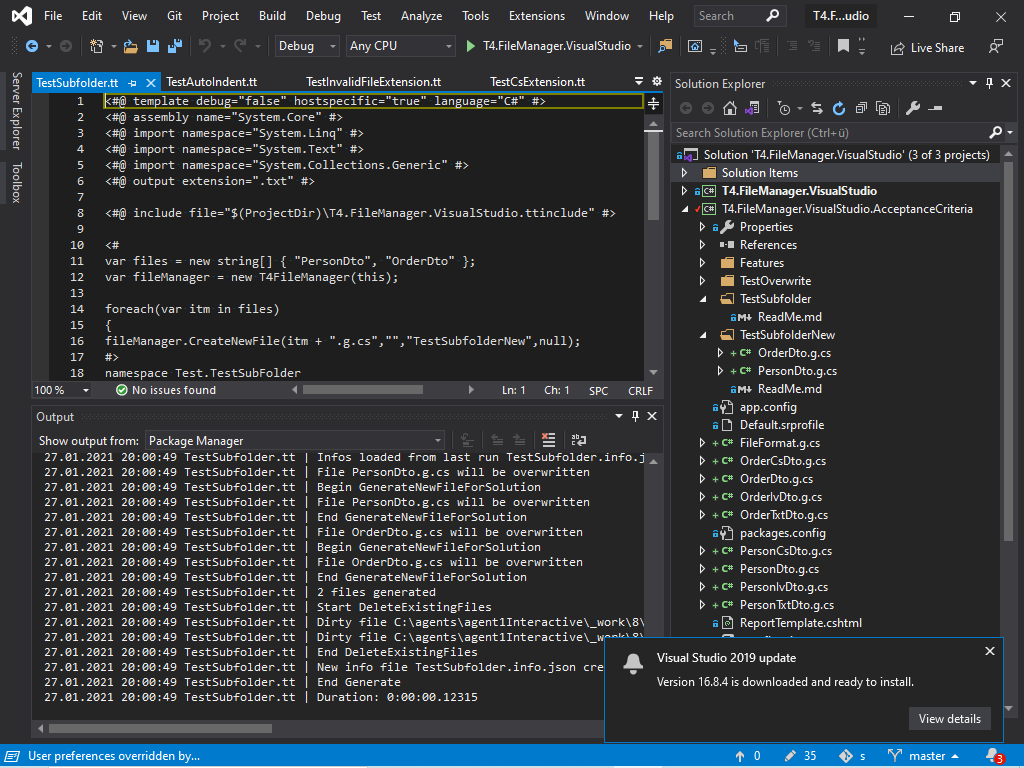 File Edit View Git Project Build Debug Test Analyze Tools Extensions Window Help Search T4.F...udio
Debug Any CPU T4.FileManager.VisualStudio Live Share
Server Explorer
Toolbox
TestSubfolder.tt TestAutoIndent.tt TestInvalidFileExtension.tt TestCsExtension.tt
1 <#@ template debug="false" hostspecific="true" language="C#" #>
2 <#@ assembly name="System.Core" #>
3 <#@ import namespace="System.Linq" #>
4 <#@ import namespace="System.Text" #>
5 <#@ import namespace="System.Collections.Generic" #>
6 <#@ output extension=".txt" #>
7
8 <#@ include file="$(ProjectDir)\T4.FileManager.VisualStudio.ttinclude" #>
9
10 <#
11 var files = new string[] { "PersonDto", "OrderDto" };
12 var fileManager = new T4FileManager(this);
13
14 foreach(var itm in files)
15 {
16 fileManager.CreateNewFile(itm + ".g.cs","","TestSubfolderNew",null);
17 #>
18 namespace Test.TestSubFolder
100 % No issues found Ln: 1 Ch: 1 SPC CRLF
Output
Show output from: Package Manager
27.01.2021 20:00:49 TestSubfolder.tt | Infos loaded from last run TestSubfolder.info.j
27.01.2021 20:00:49 TestSubfolder.tt | File PersonDto.g.cs will be overwritten
27.01.2021 20:00:49 TestSubfolder.tt | Begin GenerateNewFileForSolution
27.01.2021 20:00:49 TestSubfolder.tt | File PersonDto.g.cs will be overwritten
27.01.2021 20:00:49 TestSubfolder.tt | End GenerateNewFileForSolution
27.01.2021 20:00:49 TestSubfolder.tt | File OrderDto.g.cs will be overwritten
27.01.2021 20:00:49 TestSubfolder.tt | Begin GenerateNewFileForSolution
27.01.2021 20:00:49 TestSubfolder.tt | File OrderDto.g.cs will be overwritten
27.01.2021 20:00:49 TestSubfolder.tt | End GenerateNewFileForSolution
27.01.2021 20:00:49 TestSubfolder.tt | 2 files generated
27.01.2021 20:00:49 TestSubfolder.tt | Start DeleteExistingFiles
27.01.2021 20:00:49 TestSubfolder.tt | Dirty file C:\agents\agent1Interactive\_work\8\
27.01.2021 20:00:49 TestSubfolder.tt | Dirty file C:\agents\agent1Interactive\_work\8\
27.01.2021 20:00:49 TestSubfolder.tt | End DeleteExistingFiles
27.01.2021 20:00:49 TestSubfolder.tt | New info file TestSubfolder.info.json cre
27.01.2021 20:00:49 TestSubfolder.tt | End Generate
27.01.2021 20:00:49 TestSubfolder.tt | Duration: 0:00:00.12315
Solution Explorer
Search Solution Explorer (Ctrl+ü)
Solution 'T4.FileManager.VisualStudio' (3 of 3 projects)
Solution Items
C# T4.FileManager.VisualStudio
C# T4.FileManager.VisualStudio.AcceptanceCriteria
Properties
References
Features
TestOverwrite
TestSubfolder
M↓ ReadMe.md
TestSubfolderNew
+ C# OrderDto.g.cs
+ C# PersonDto.g.cs
M↓ ReadMe.md
app.config
Default.srprofile
+ C# FileFormat.g.cs
+ C# OrderCsDto.g.cs
+ C# OrderDto.g.cs
+ C# OrderIvDto.g.cs
+ C# OrderTxtDto.g.cs
packages.config
+ C# PersonCsDto.g.cs
+ C# PersonDto.g.cs
+ C# PersonIvDto.g.cs
+ C# PersonTxtDto.g.cs
ReportTemplate.cshtml
Visual Studio 2019 update
Version 16.8.4 is downloaded and ready to install.
View details
User preferences overridden by... 0 35 s master 3